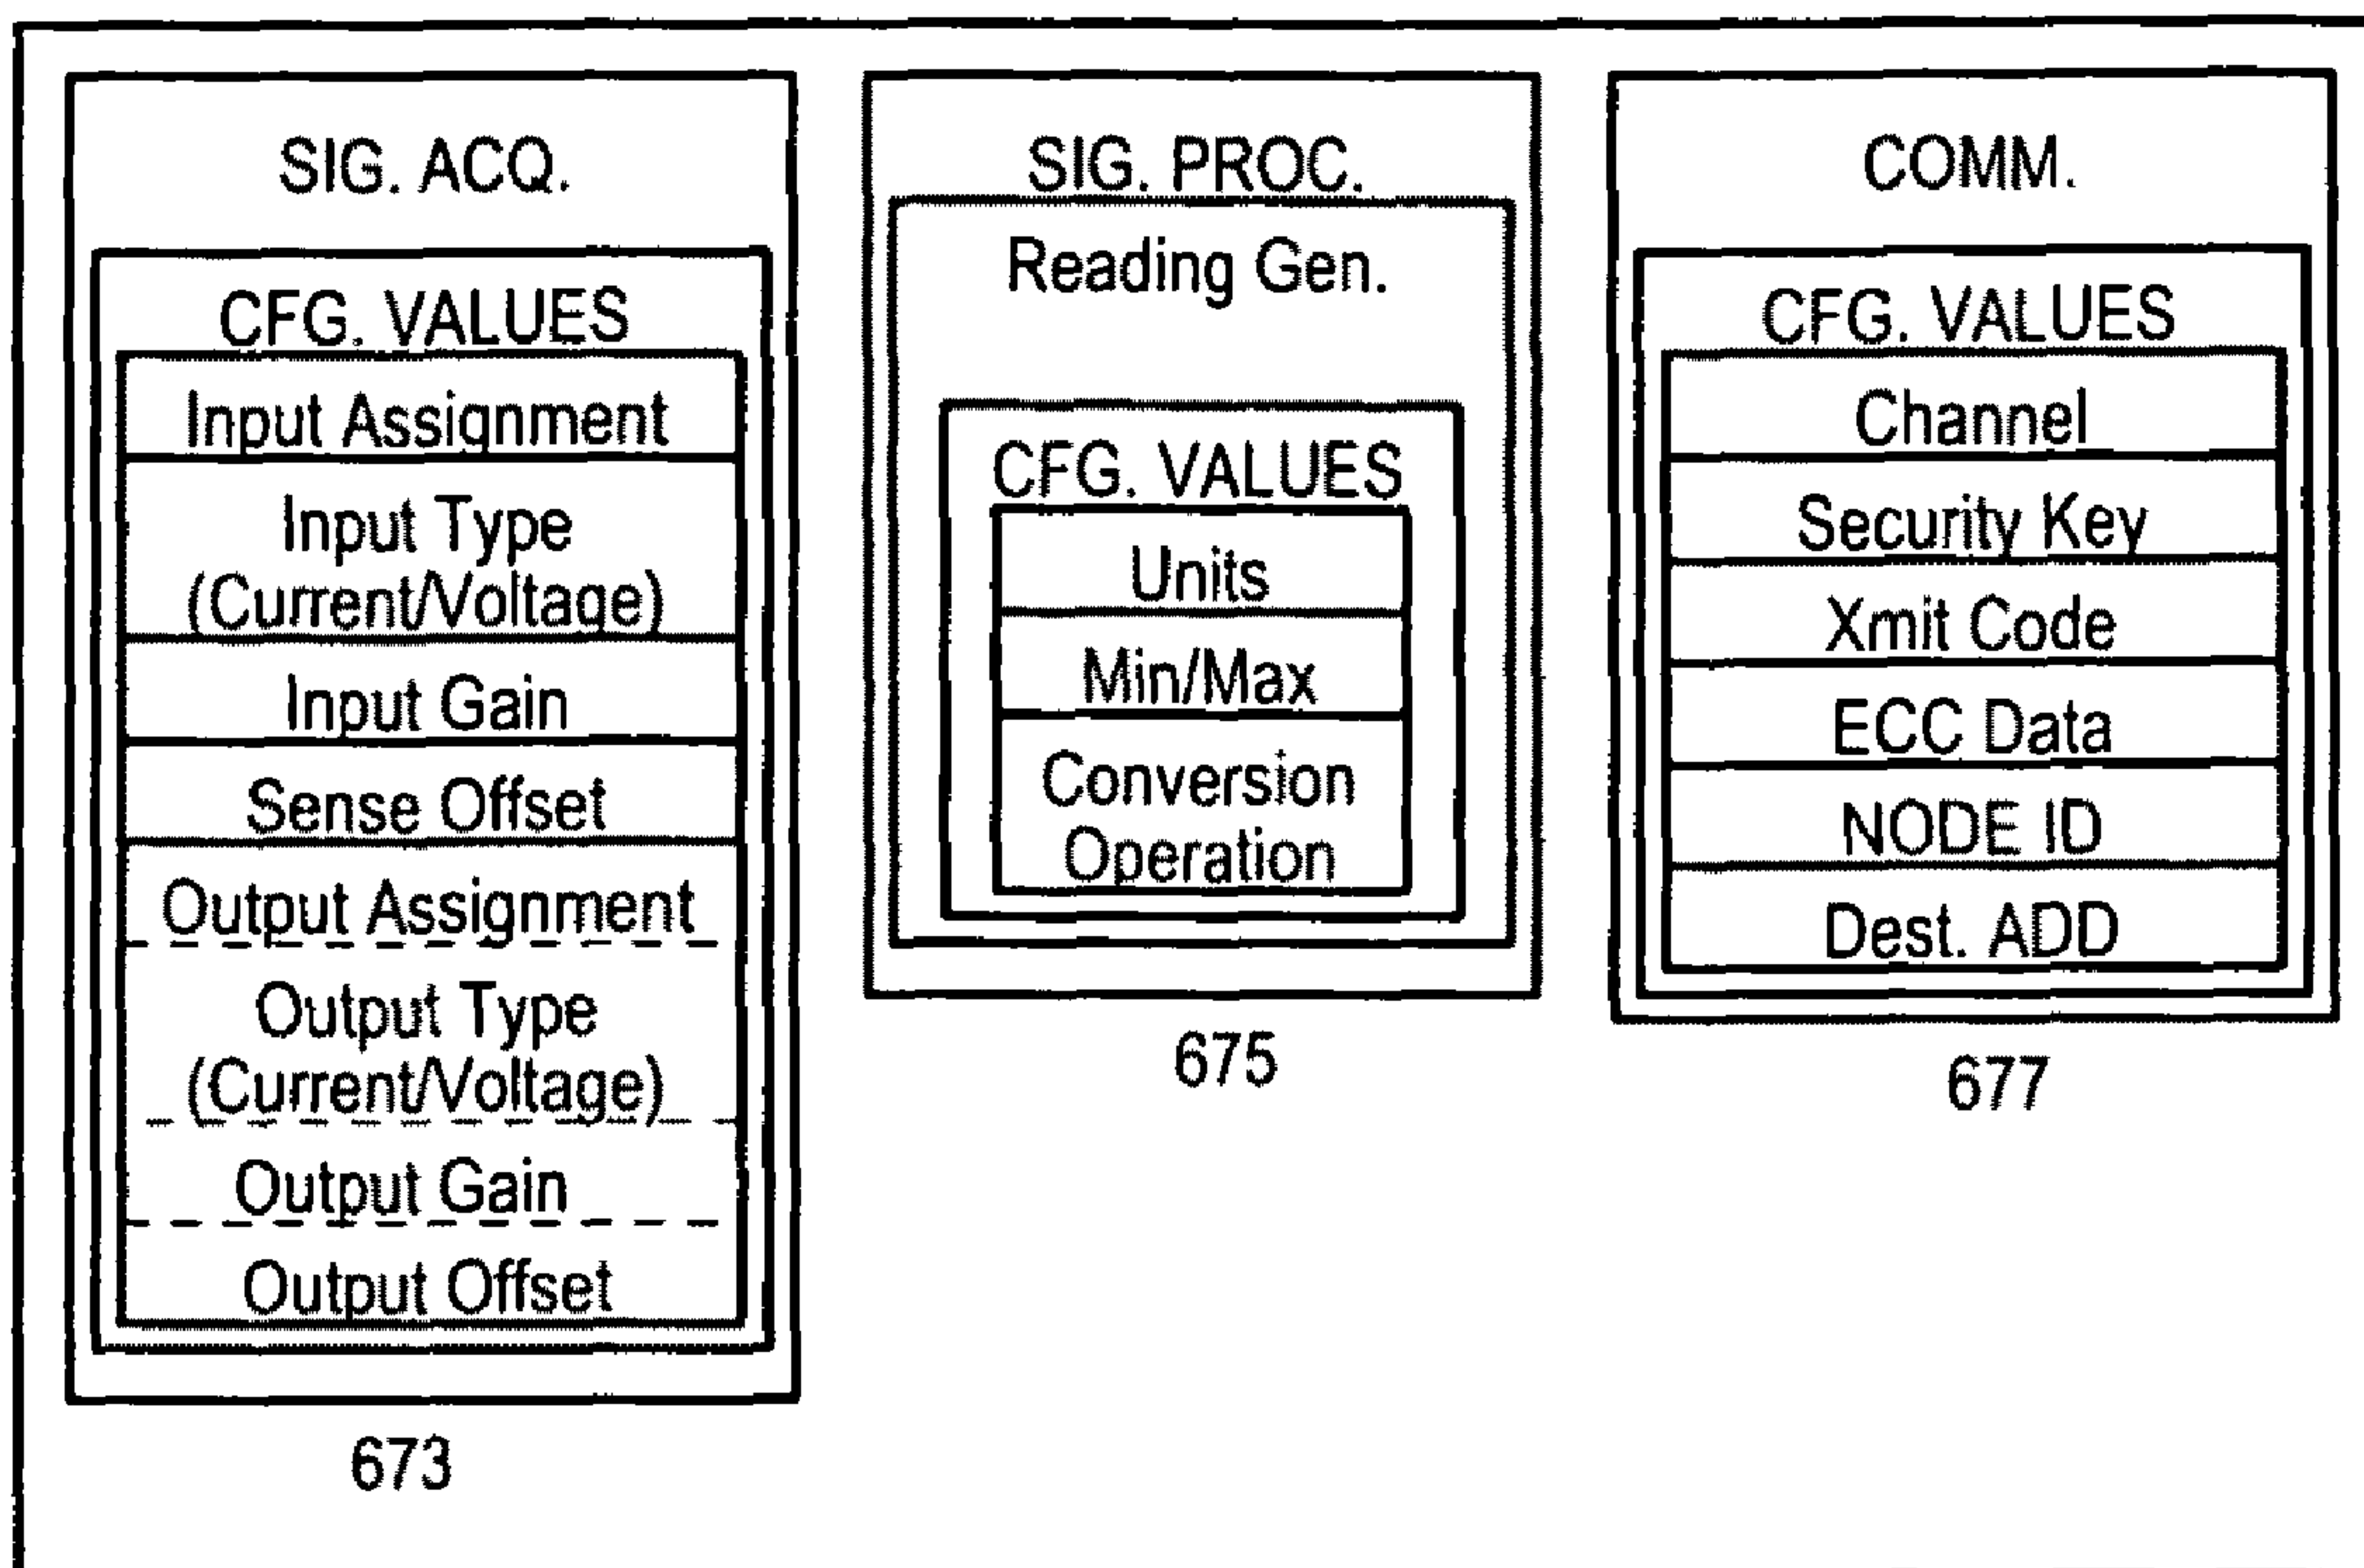 SIG. ACQ.
CFG. VALUES
Input Assignment
Input Type
(Current/Voltage)
Input Gain
Sense Offset
Output Assignment
Output Type
(Current/Voltage)
Output Gain
Output Offset
673
SIG. PROC.
Reading Gen.
CFG. VALUES
Units
Min/Max
Conversion
Operation
675
COMM.
CFG. VALUES
Channel
Security Key
Xmit Code
ECC Data
NODE ID
Dest. ADD
677